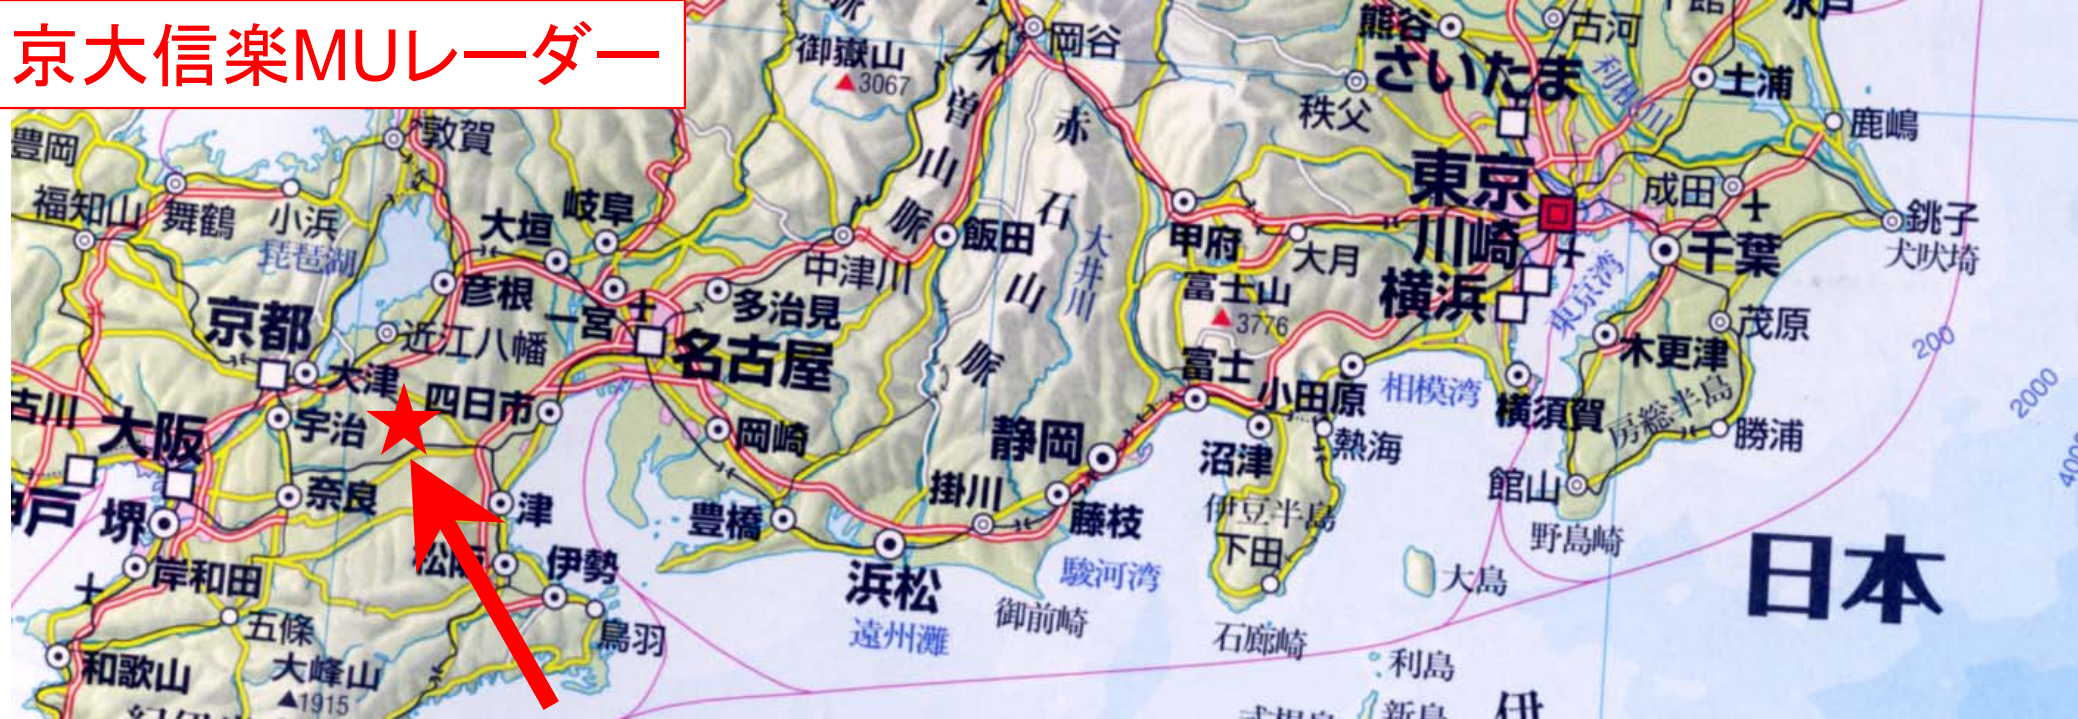 京大信楽MUレーダー
御嶽山
▲3067
岡谷
木
曽
山
脈
赤
石
山
脈
大井川
熊谷
古河
さいたま
利根川
土浦
秩父
鹿嶋
東京
成田
銚子
犬吠埼
川崎
千葉
横浜
東京湾
茂原
木更津
200
2000
豊岡
敦賀
福知山
舞鶴
小浜
琵琶湖
大垣
岐阜
飯田
甲府
大月
中津川
富士山
▲3776
彦根
一宮
多治見
京都
近江八幡
名古屋
富士
小田原
相模湾
横須賀
房総半島
勝浦
古川
大阪
大津
宇治
四日市
岡崎
静岡
沼津
熱海
館山
野島崎
戸
堺
奈良
津
豊橋
掛川
藤枝
伊豆半島
下田
岸和田
松阪
伊勢
浜松
駿河湾
大島
日本
五條
鳥羽
遠州灘
御前崎
石廊崎
利島
和歌山
大峰山
▲1915
新島
式根島
伊